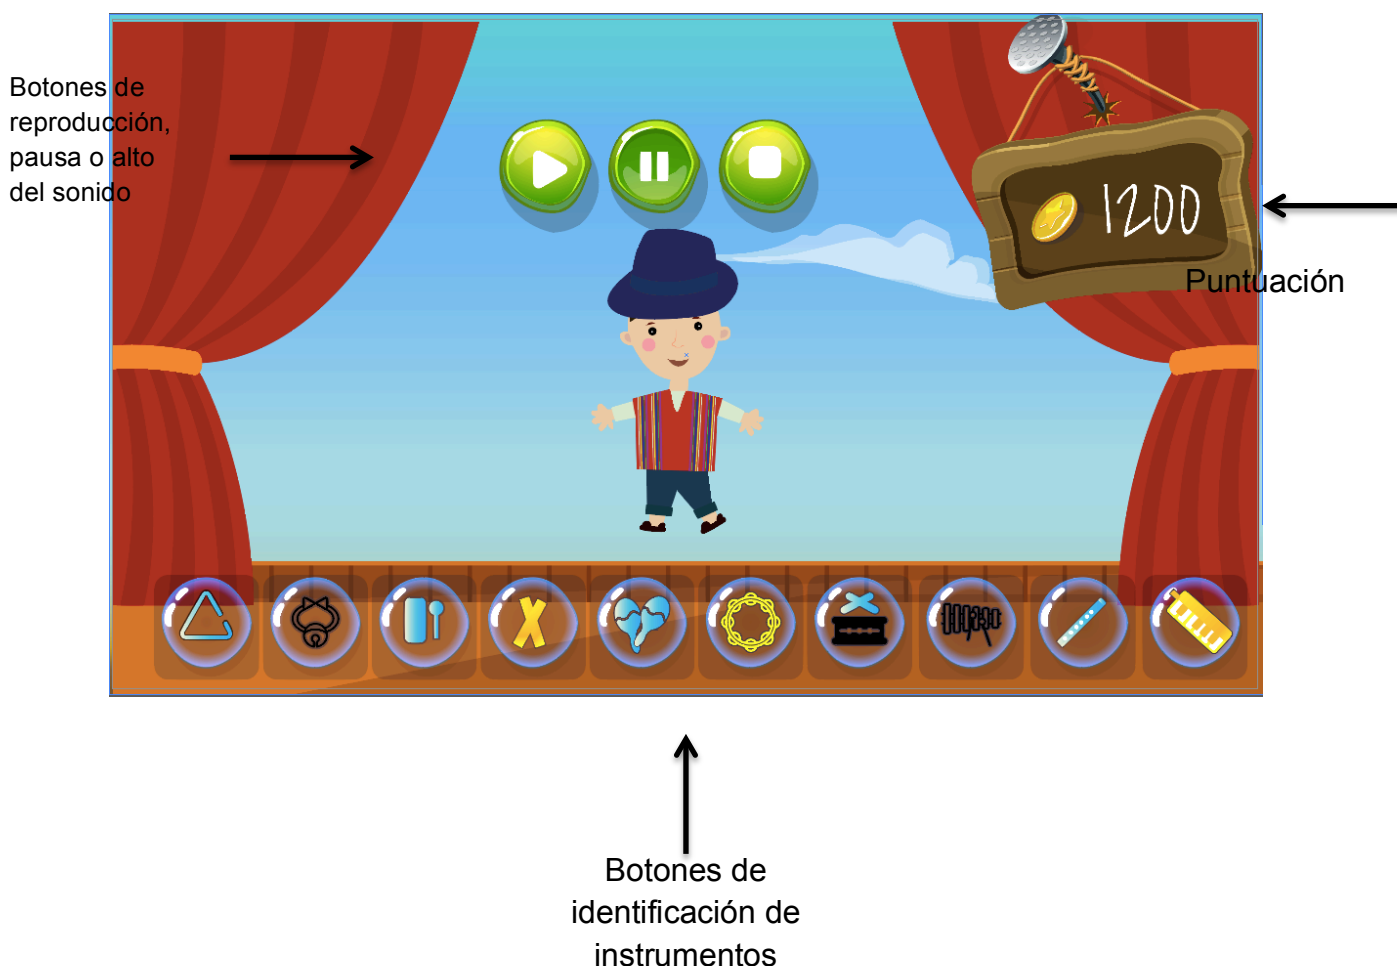 Botones de
reproducción,
pausa o alto
del sonido
1200
Puntuación
Botones de
identificación de
instrumentos